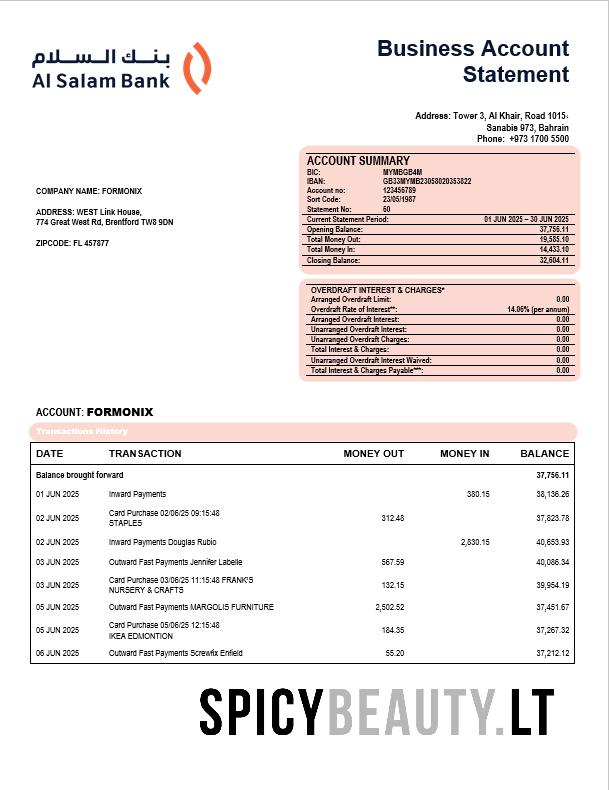 بنك السلام
Al Salam Bank
Business Account
Statement
Address: Tower 3, Al Khair, Road 1015،
Sanabis 973, Bahrain
Phone: +973 1700 5500
COMPANY NAME: FORMONIX
ADDRESS: WEST Link House,
774 Great West Rd, Brentford TW8 9DN
ZIPCODE: FL 457877
ACCOUNT SUMMARY
BIC: MYMBGB4M
IBAN: GB33MYMB23058020353822
Account no: 123456789
Sort Code: 23/05/1987
Statement No: 60
Current Statement Period: 01 JUN 2025 – 30 JUN 2025
Opening Balance: 37,756.11
Total Money Out: 19,585.10
Total Money In: 14,433.10
Closing Balance: 32,604.11
OVERDRAFT INTEREST & CHARGES*
Arranged Overdraft Limit: 0.00
Overdraft Rate of Interest**: 14.06% (per annum)
Arranged Overdraft Interest: 0.00
Unarranged Overdraft Interest: 0.00
Unarranged Overdraft Charges: 0.00
Total Interest & Charges: 0.00
Unarranged Overdraft Interest Waived: 0.00
Total Interest & Charges Payable***: 0.00
ACCOUNT: FORMONIX
Transactions History
DATE TRANSACTION MONEY OUT MONEY IN BALANCE
Balance brought forward 37,756.11
01 JUN 2025 Inward Payments 380.15 38,136.26
02 JUN 2025 Card Purchase 02/06/25 09:15:48 312.48 37,823.78
STAPLES
02 JUN 2025 Inward Payments Douglas Rubio 2,830.15 40,653.93
03 JUN 2025 Outward Fast Payments Jennifer Labelle 567.59 40,086.34
03 JUN 2025 Card Purchase 03/06/25 11:15:48 FRANK'S 132.15 39,954.19
NURSERY & CRAFTS
05 JUN 2025 Outward Fast Payments MARGOLIS FURNITURE 2,502.52 37,451.67
05 JUN 2025 Card Purchase 05/06/25 12:15:48 184.35 37,267.32
IKEA EDMONTION
06 JUN 2025 Outward Fast Payments Screwfix Enfield 55.20 37,212.12
SPICYBEAUTY.LT